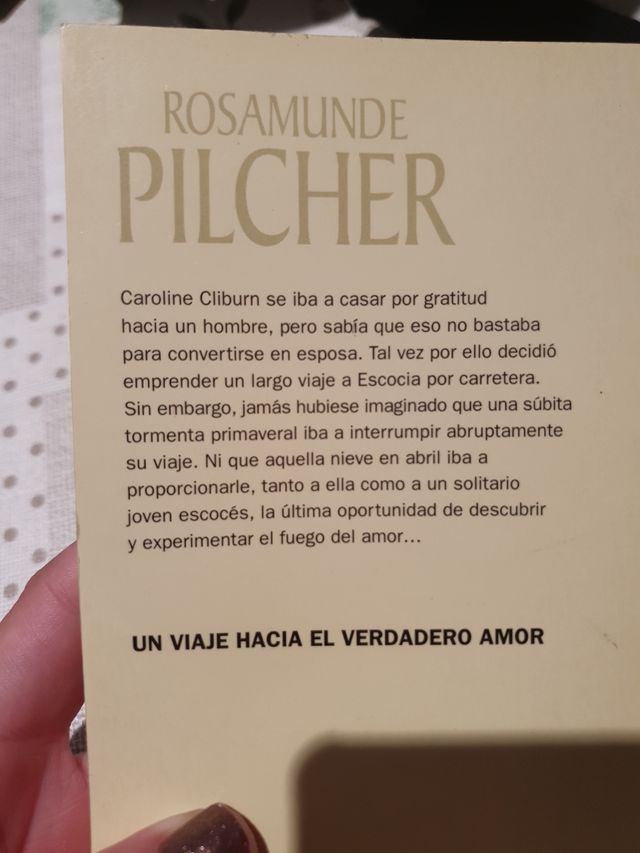 ROSAMUNDE
PILCHER
Caroline Cliburn se iba a casar por gratitud
hacia un hombre, pero sabía que eso no bastaba
para convertirse en esposa. Tal vez por ello decidió
emprender un largo viaje a Escocia por carretera.
Sin embargo, jamás hubiese imaginado que una súbita
tormenta primaveral iba a interrumpir abruptamente
su viaje. Ni que aquella nieve en abril iba a
proporcionarle, tanto a ella como a un solitario
joven escocés, la última oportunidad de descubrir
y experimentar el fuego del amor...
UN VIAJE HACIA EL VERDADERO AMOR